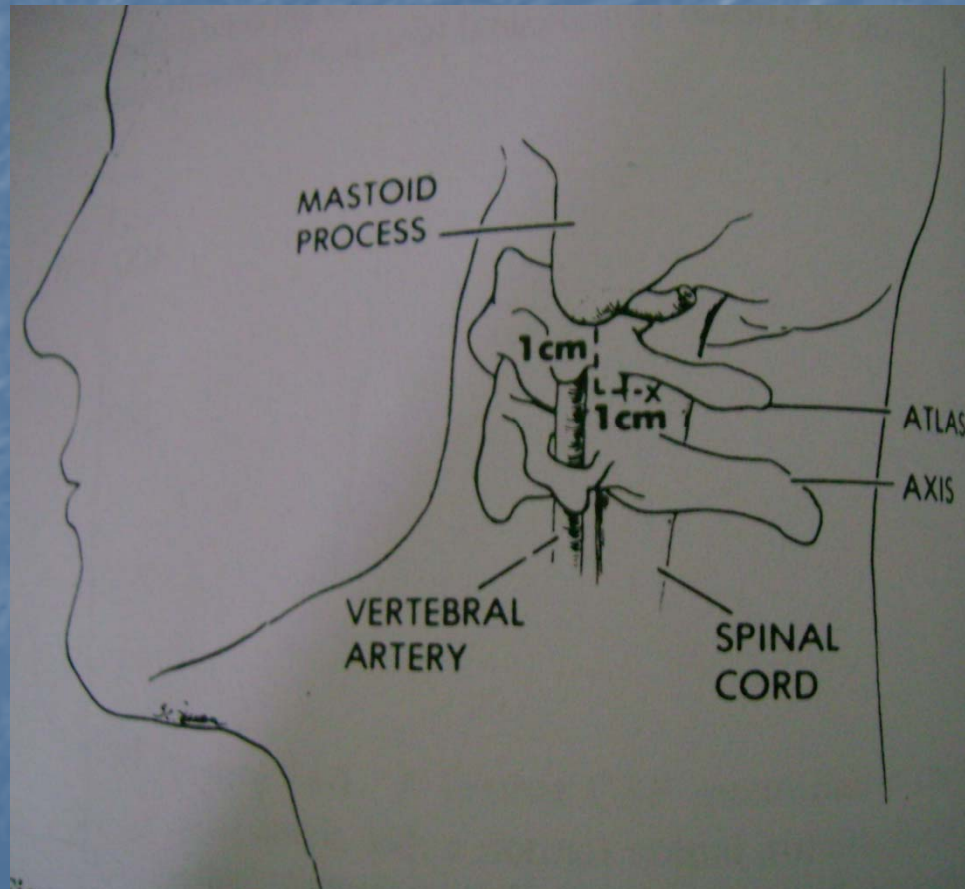 MASTOID
PROCESS
1cm
x
1cm
ATLAS
AXIS
VERTEBRAL
ARTERY
SPINAL
CORD